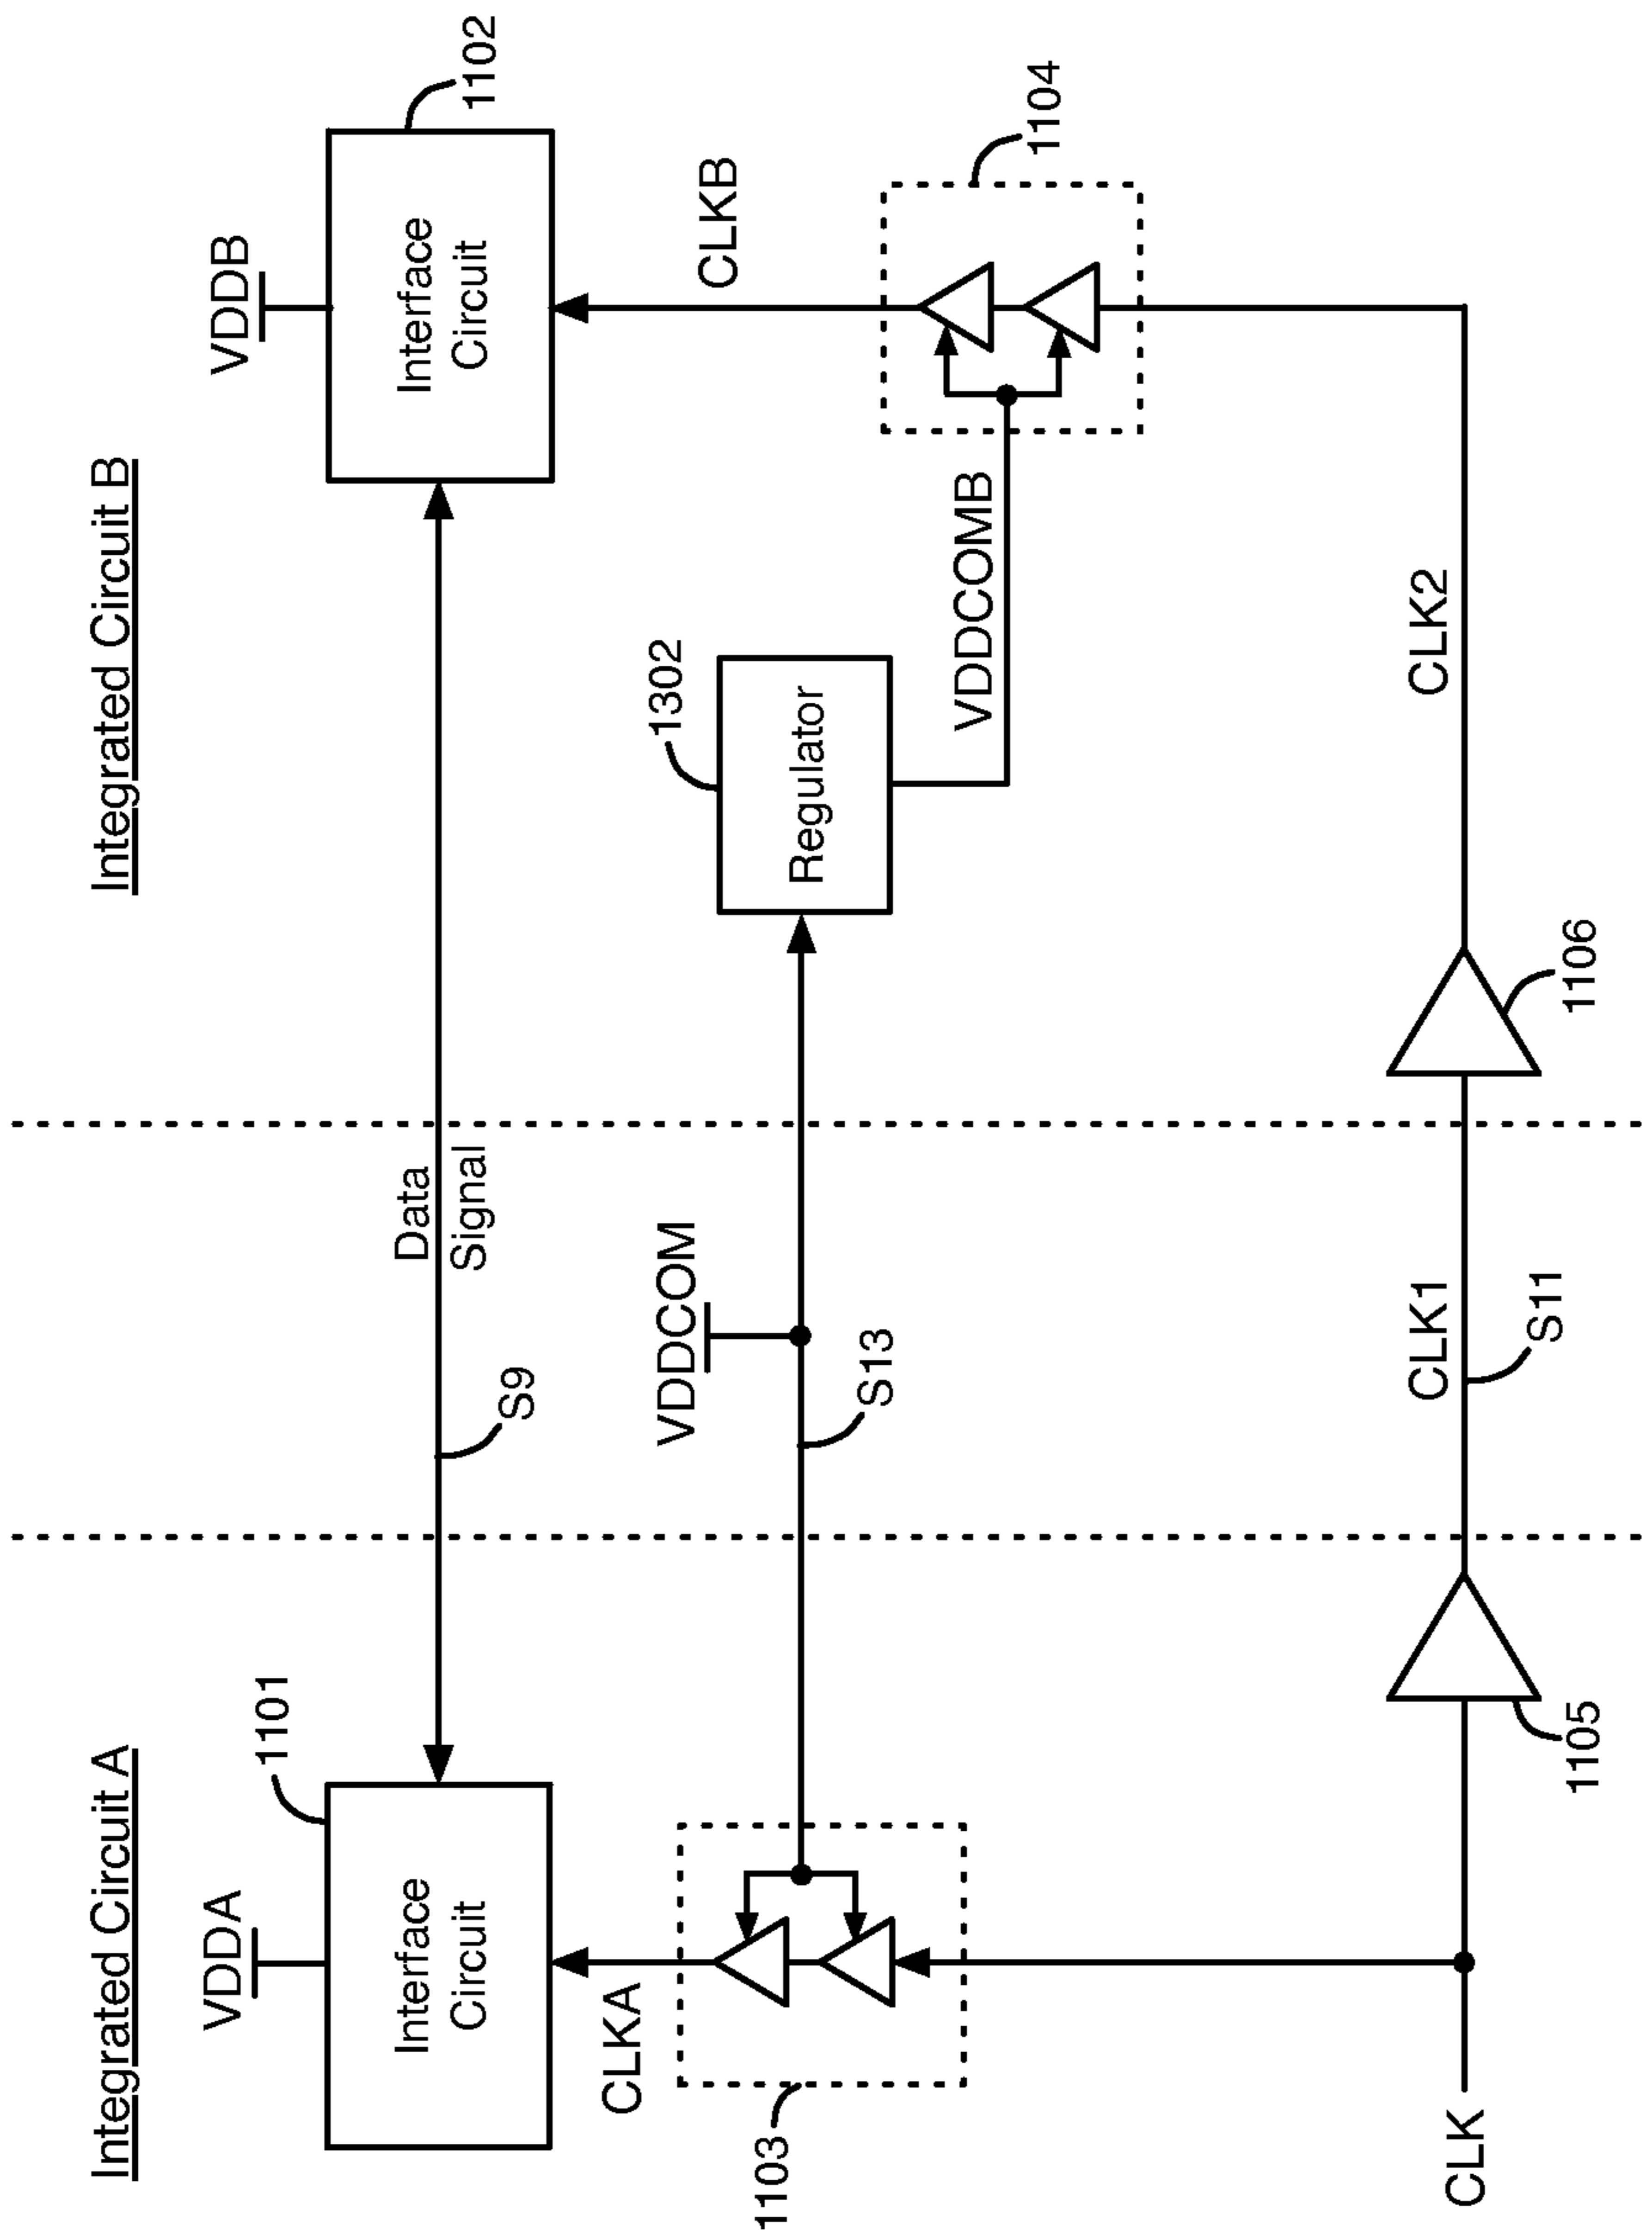 Integrated Circuit A
Integrated Circuit B
VDDA
VDDB
1101
1102
Interface
Circuit
Data
Signal
Interface
Circuit
S9
CLKA
CLKB
VDDCOM
1302
Regulator
1103
S13
VDDCOMB
1104
CLK
CLK1
CLK2
1105
S11
1106